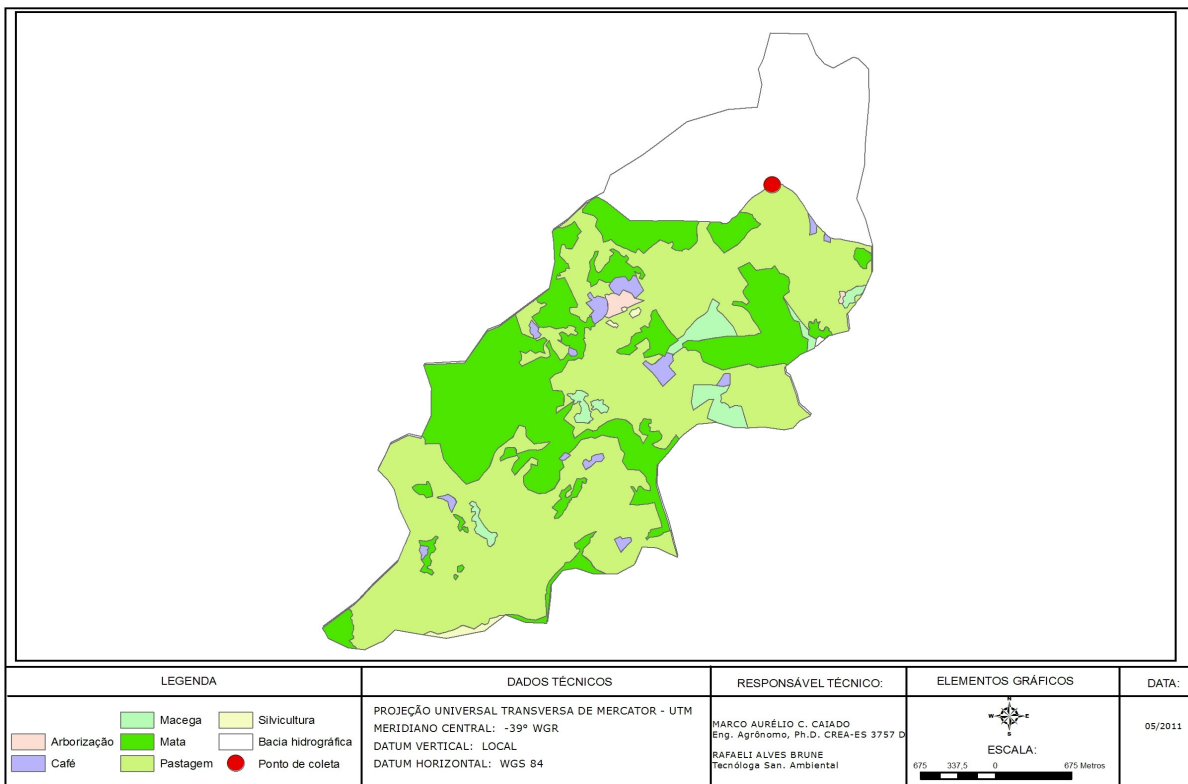 LEGENDA
Arborização
Café
Macega
Mata
Pastagem
Silvicultura
Bacia hidrográfica
Ponto de coleta
DADOS TÉCNICOS
PROJEÇÃO UNIVERSAL TRANSVERSA DE MERCATOR - UTM
MERIDIANO CENTRAL: -39° WGR
DATUM VERTICAL: LOCAL
DATUM HORIZONTAL: WGS 84
RESPONSÁVEL TÉCNICO:
MARCO AURÉLIO C. CAIADO
Eng. Agrônomo, Ph.D. CREA-ES 3757 D
RAFAELI ALVES BRUNE
Tecnóloga San. Ambiental
ELEMENTOS GRÁFICOS
N
W E
S
ESCALA:
675 337,5 0 675 Metros
DATA:
05/2011